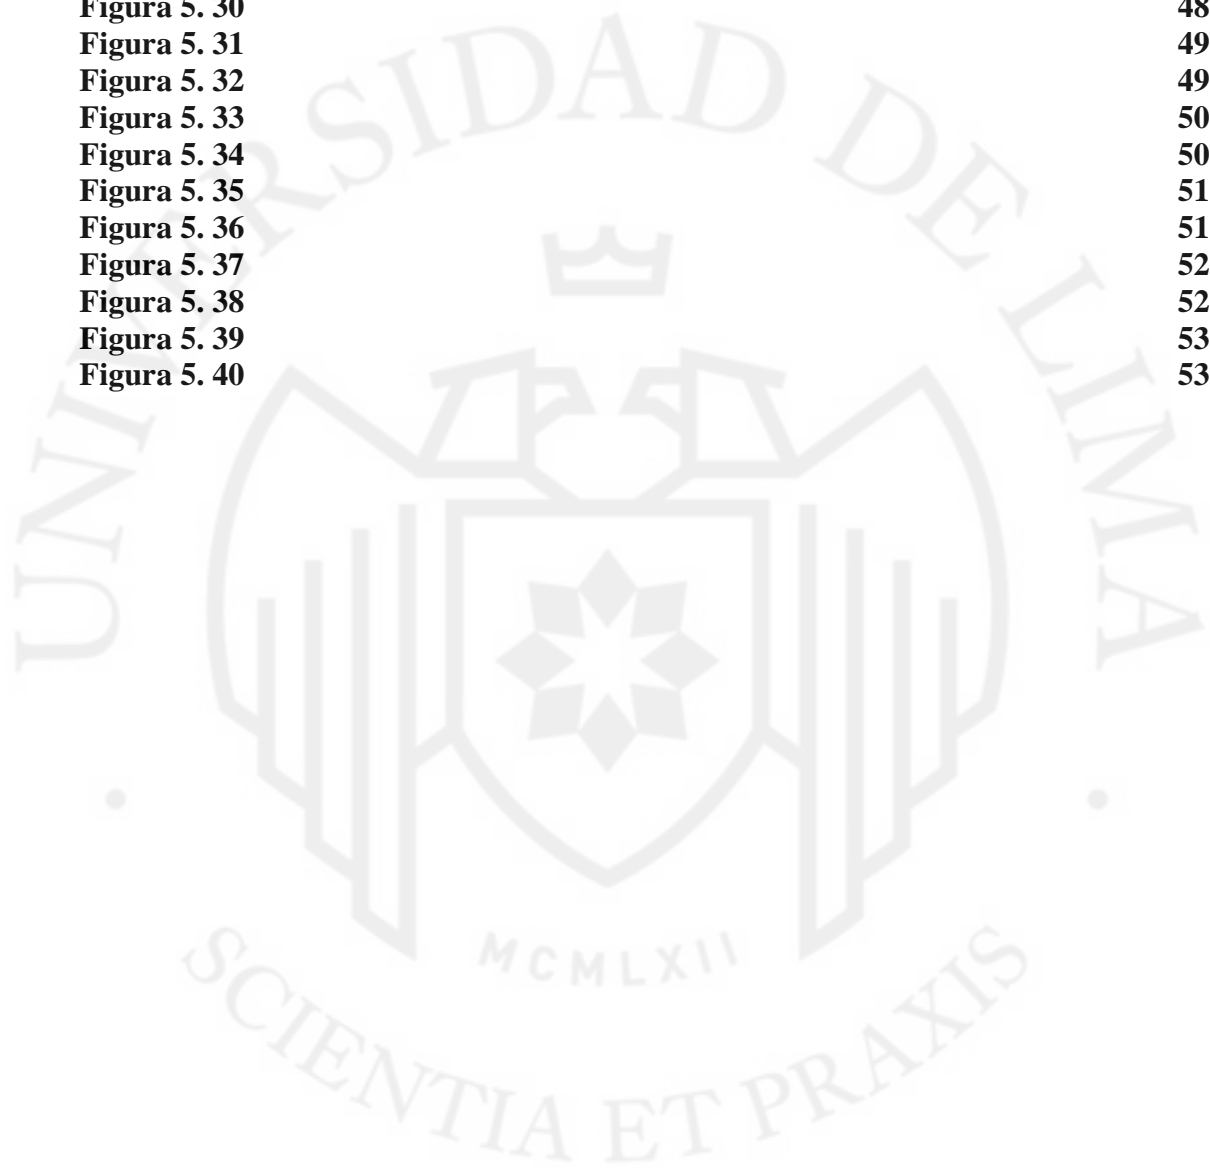 Figura 5. 30 48
Figura 5. 31 49
Figura 5. 32 49
Figura 5. 33 50
Figura 5. 34 50
Figura 5. 35 51
Figura 5. 36 51
Figura 5. 37 52
Figura 5. 38 52
Figura 5. 39 53
Figura 5. 40 53
UNIVERSIDAD DE LIMA
MCMLXII
SCIENTIA ET PRAXIS